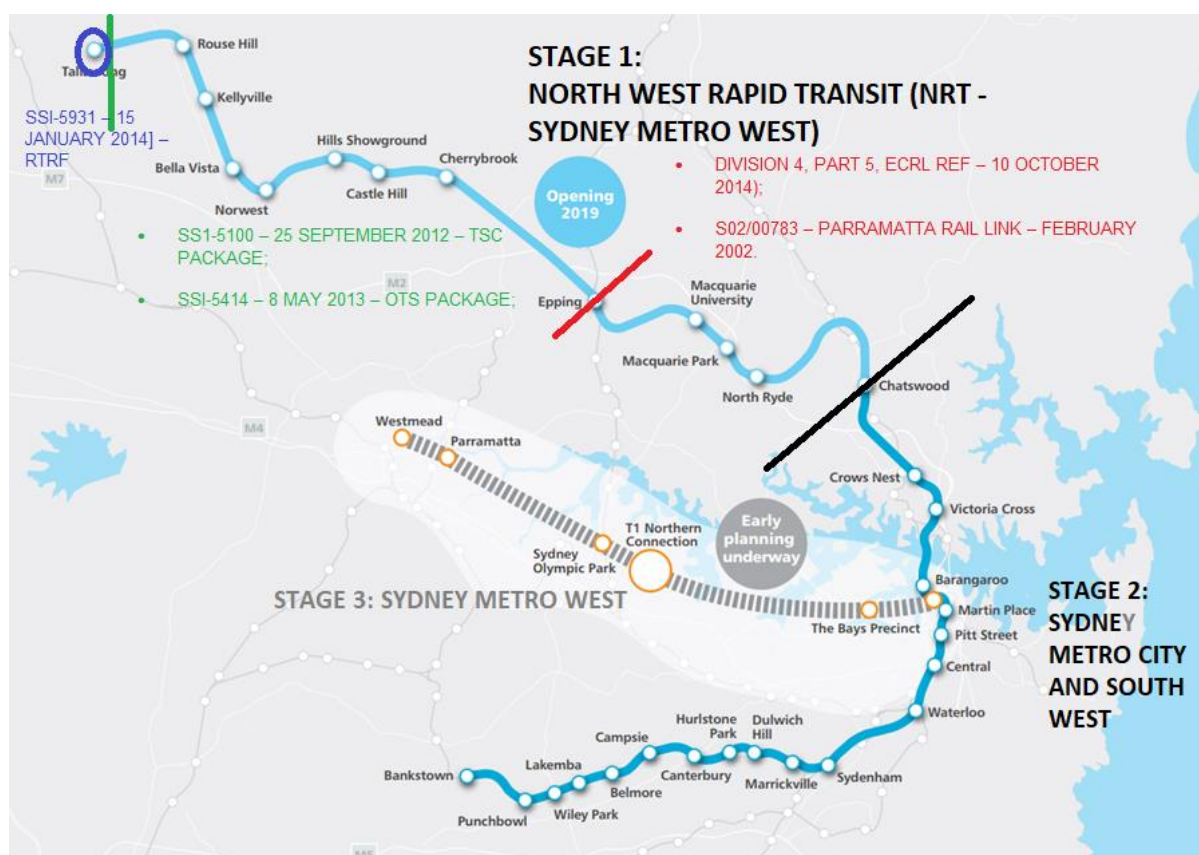 STAGE 1:
NORTH WEST RAPID TRANSIT (NRT -
SYDNEY METRO WEST)
Rouse Hill
Kellyville
SSI-5931 – 15
JANUARY 2014] –
RTRF
M7
Bella Vista
Norwest
Hills Showground
Castle Hill
Cherrybrook
Opening
2019
• DIVISION 4, PART 5, ECRL REF – 10 OCTOBER
2014);
• S02/00783 – PARRAMATTA RAIL LINK – FEBRUARY
2002.
• SS1-5100 – 25 SEPTEMBER 2012 – TSC
PACKAGE;
• SSI-5414 – 8 MAY 2013 – OTS PACKAGE;
M2
Epping
Macquarie
University
Macquarie Park
North Ryde
Chatswood
M4
Westmead
Parramatta
Crows Nest
Victoria Cross
T1 Northern
Connection
Sydney
Olympic Park
Early
planning
underway
STAGE 3: SYDNEY METRO WEST
The Bays Precinct
Barangaroo
Martin Place
Pitt Street
Central
Waterloo
STAGE 2:
SYDNEY
METRO CITY
AND SOUTH
WEST
Bankstown
Punchbowl
Lakemba
Wiley Park
Belmore
Campsie
Canterbury
Hurlstone
Park
Dulwich
Hill
Marrickville
Sydenham
M5